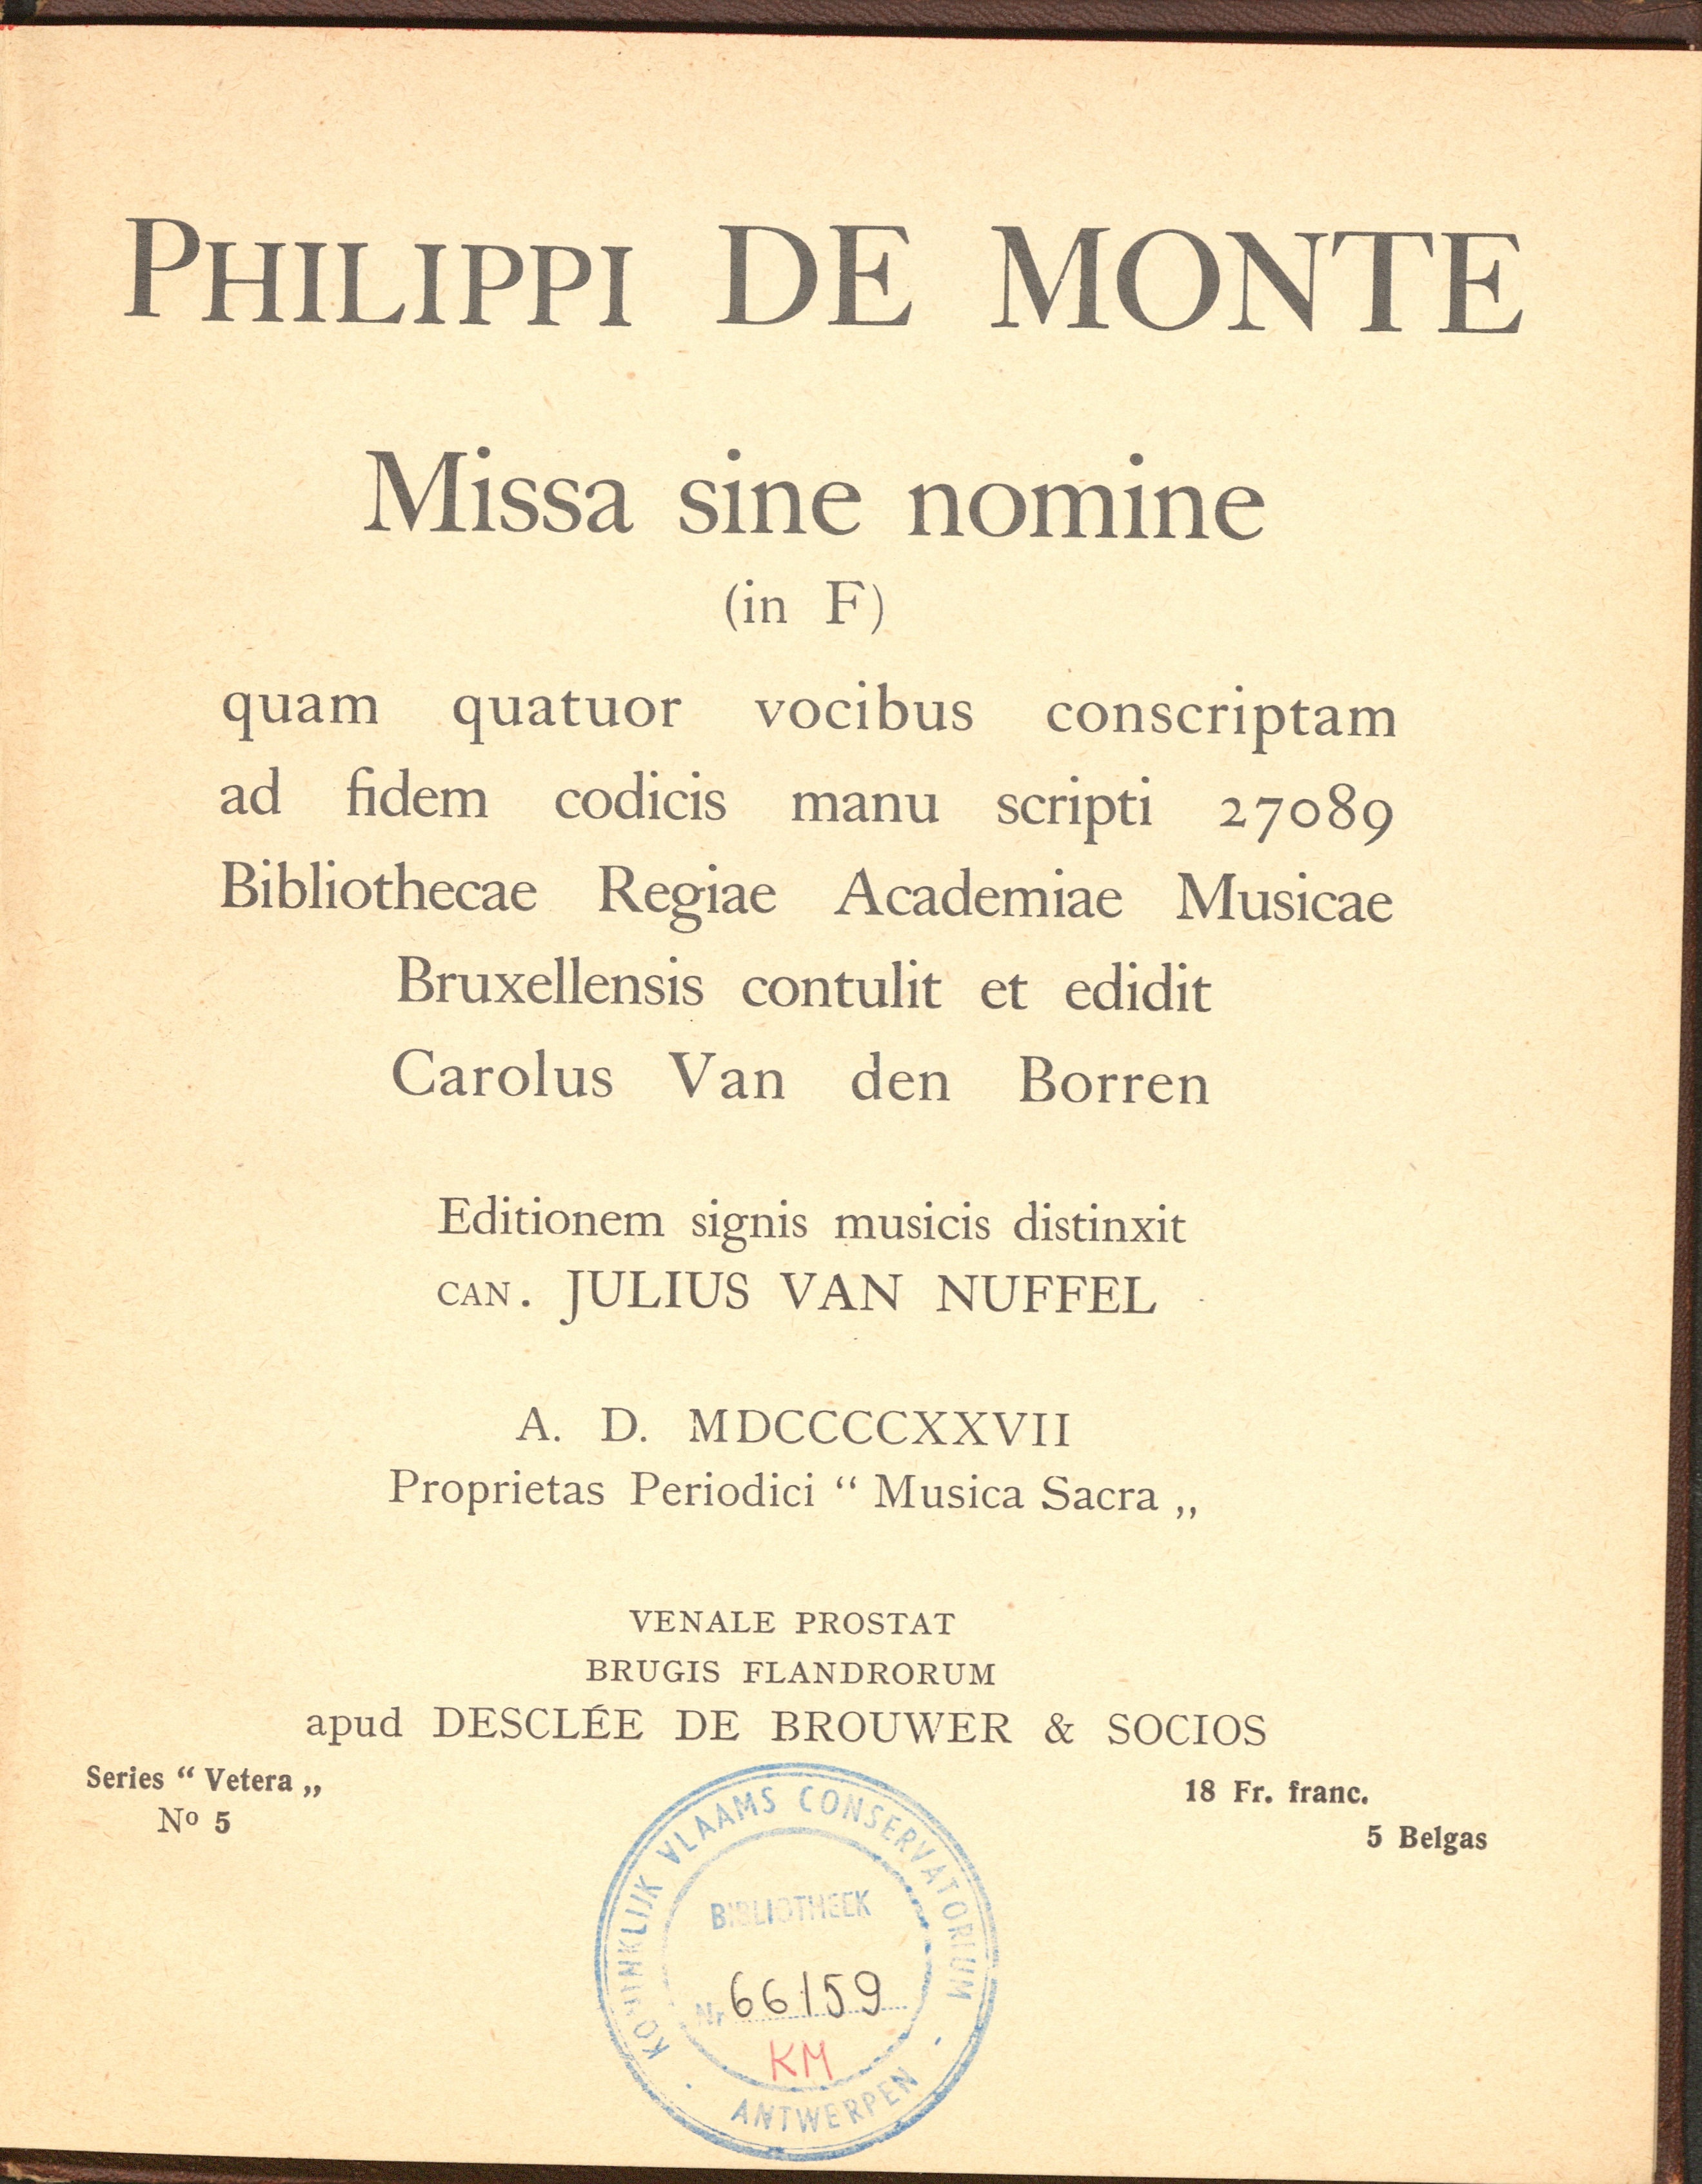 PHILIPPI DE MONTE
Missa sine nomine
(in F)
quam quatuor vocibus conscriptam
ad fidem codicis manu scripti 27089
Bibliothecae Regiae Academiae Musicae
Bruxellensis contulit et edidit
Carolus Van den Borren
Editionem signis musicis distinxit
CAN. JULIUS VAN NUFFEL
A. D. MDCCCCXXVII
Proprietas Periodici “ Musica Sacra „
VENALE PROSTAT
BRUGIS FLANDRORUM
apud DESCLÉE DE BROUWER & SOCIOS
Series “ Vetera „
Nº 5
18 Fr. franc.
5 Belgas
KONINKLIJK VLAAMS CONSERVATORIUM
BIBLIOTHEEK
Nr 66159
KM
ANTWERPEN